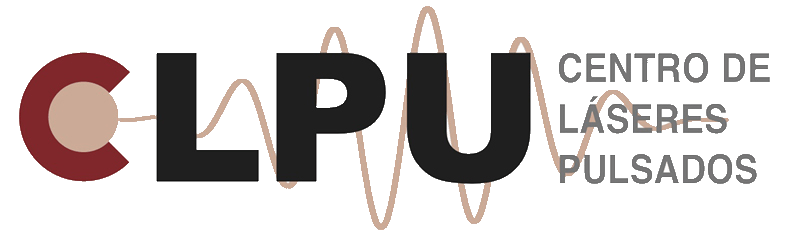 CLPU
CENTRO DE
LÁSERES
PULSADOS